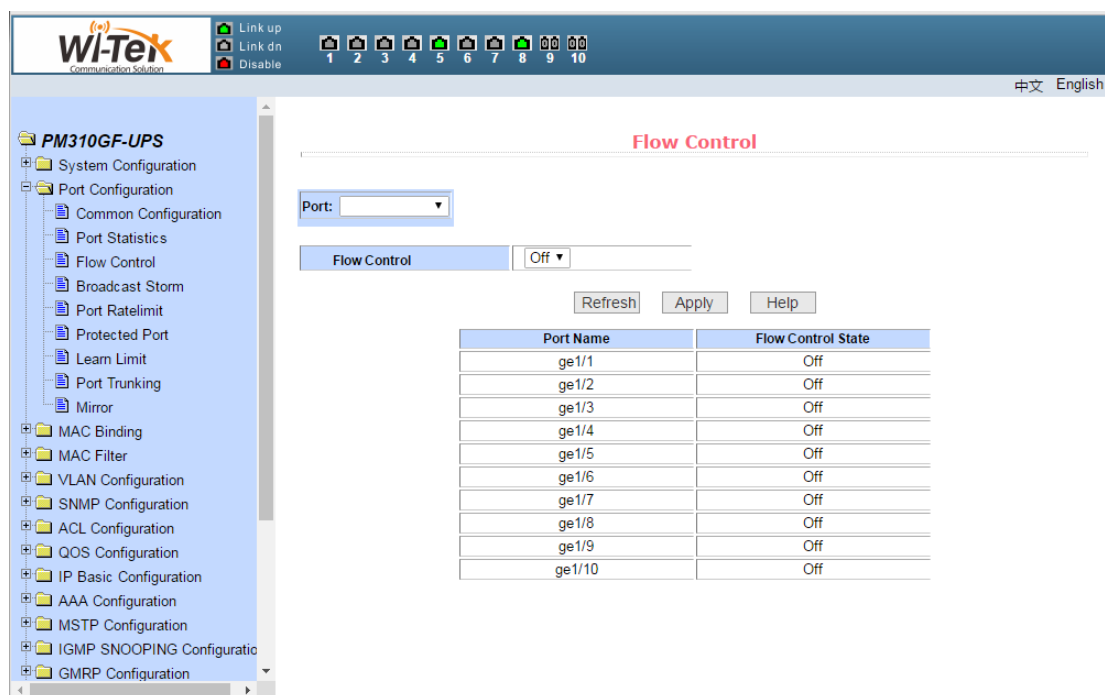 Wi-Tek
Communication Solution
Link up
Link dn
Disable
1 2 3 4 5 6 7 8 9 10
中文 English
PM310GF-UPS
System Configuration
Port Configuration
Common Configuration
Port Statistics
Flow Control
Broadcast Storm
Port Ratelimit
Protected Port
Learn Limit
Port Trunking
Mirror
MAC Binding
MAC Filter
VLAN Configuration
SNMP Configuration
ACL Configuration
QOS Configuration
IP Basic Configuration
AAA Configuration
MSTP Configuration
IGMP SNOOPING Configuratio
GMRP Configuration
Flow Control
Port:
Flow Control Off
Refresh Apply Help
Port Name Flow Control State
ge1/1 Off
ge1/2 Off
ge1/3 Off
ge1/4 Off
ge1/5 Off
ge1/6 Off
ge1/7 Off
ge1/8 Off
ge1/9 Off
ge1/10 Off